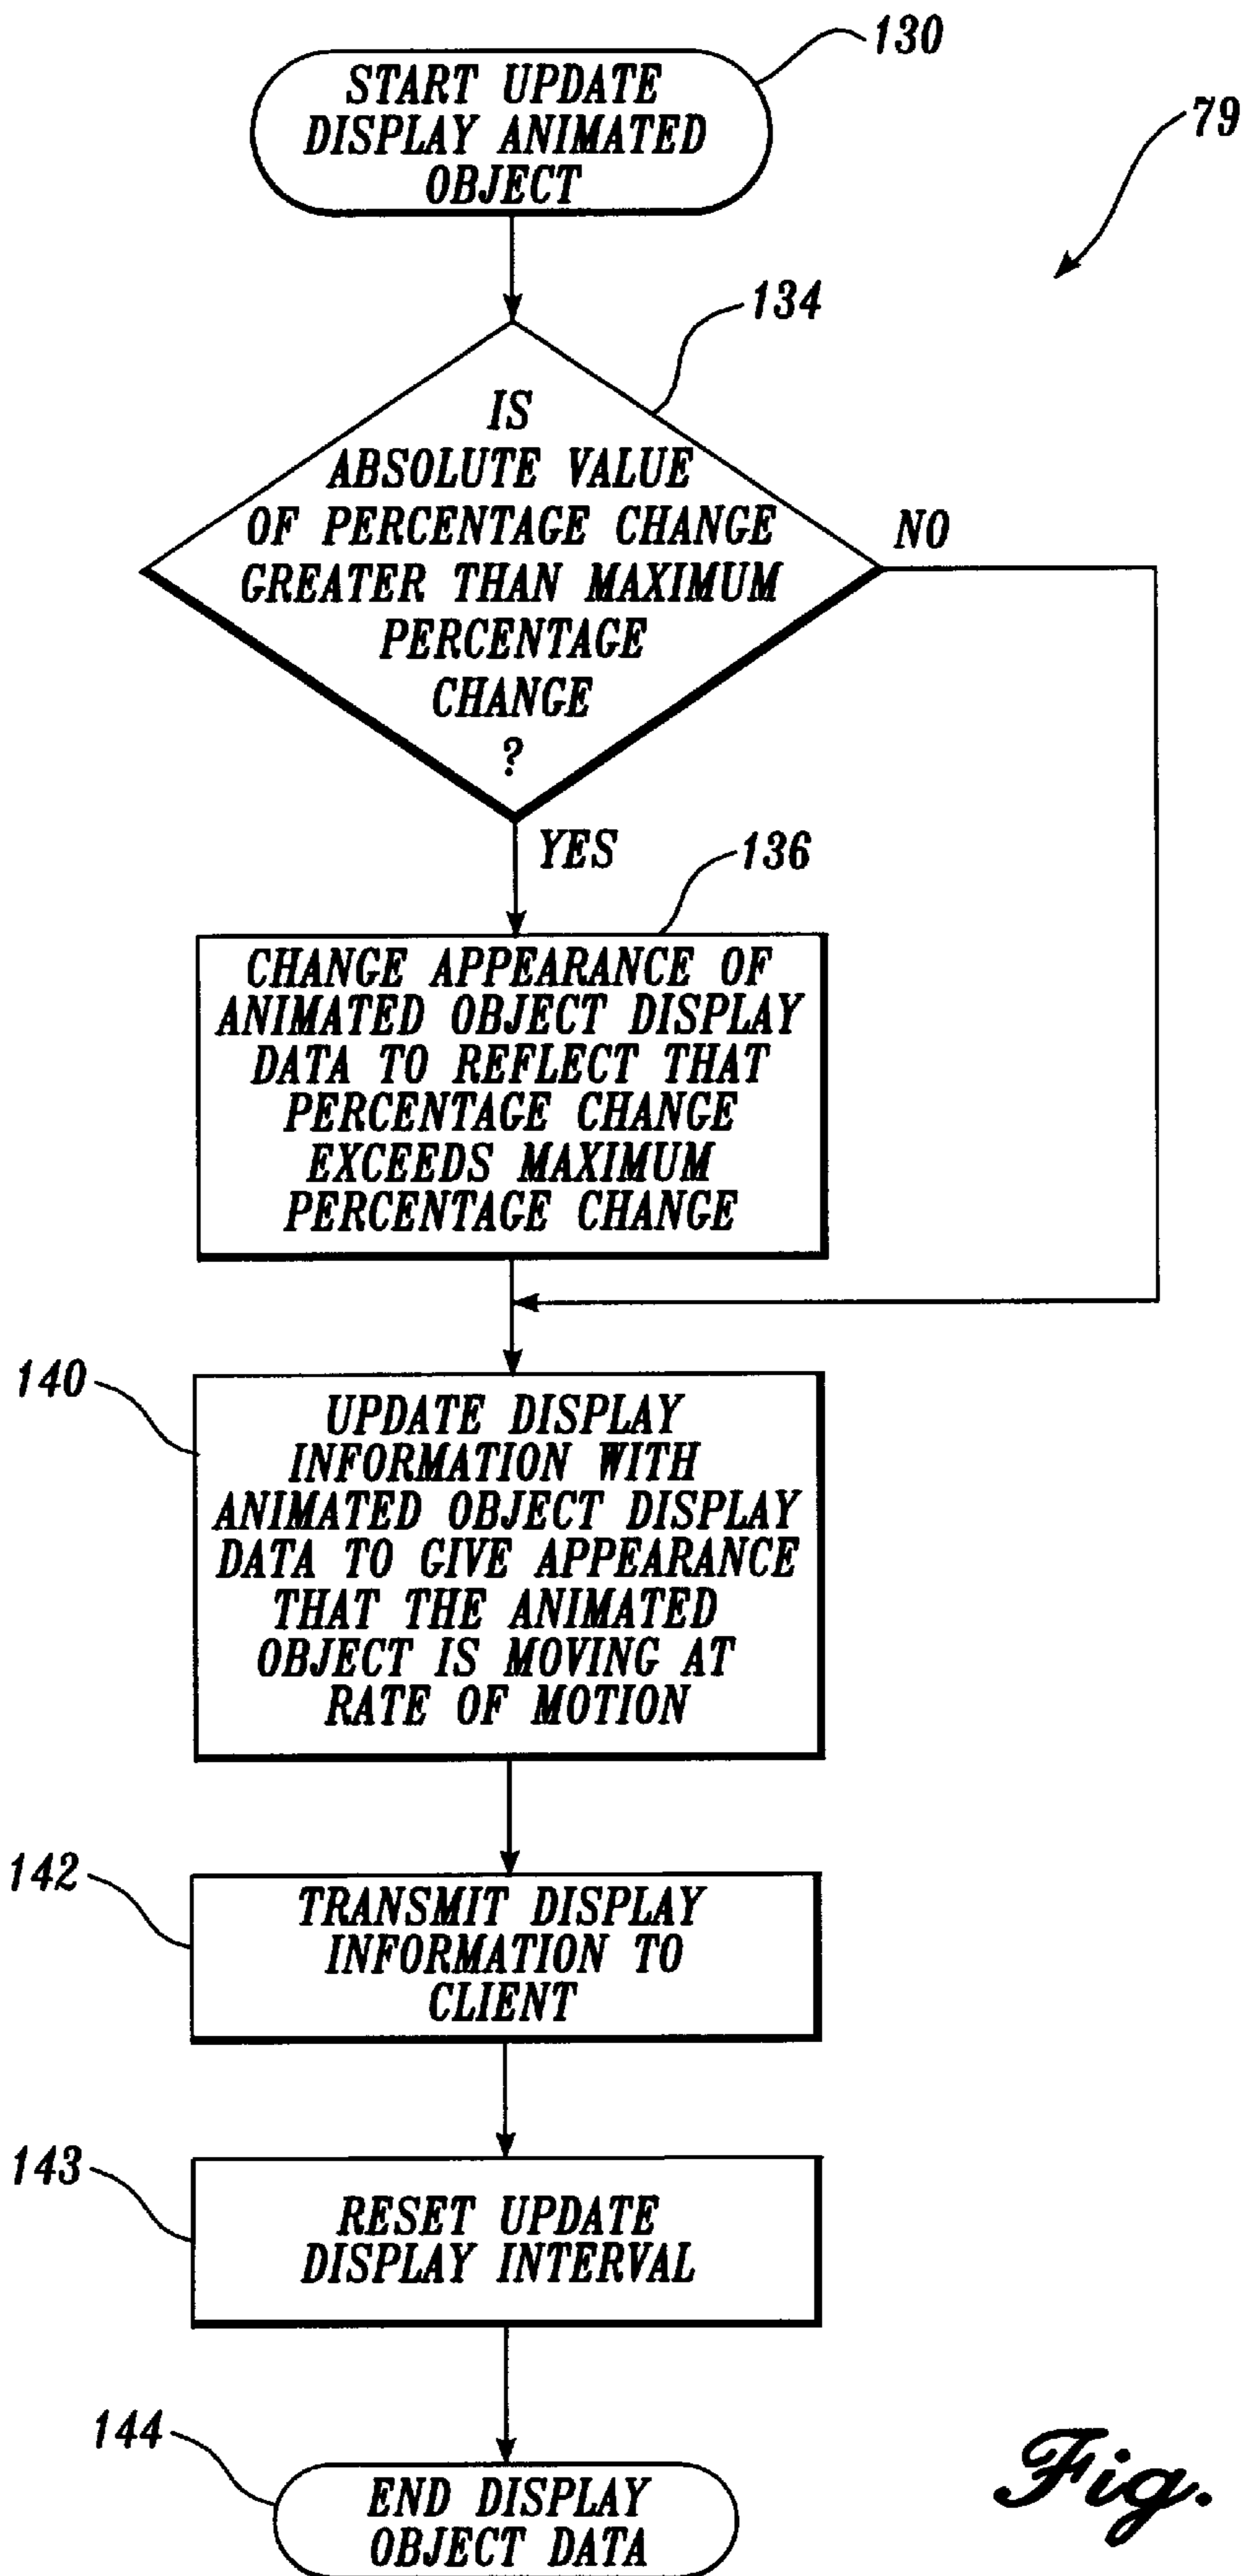 130
START UPDATE
DISPLAY ANIMATED
OBJECT
79
134
IS
ABSOLUTE VALUE
OF PERCENTAGE CHANGE
GREATER THAN MAXIMUM
PERCENTAGE
CHANGE
?
NO
YES
136
CHANGE APPEARANCE OF
ANIMATED OBJECT DISPLAY
DATA TO REFLECT THAT
PERCENTAGE CHANGE
EXCEEDS MAXIMUM
PERCENTAGE CHANGE
140
UPDATE DISPLAY
INFORMATION WITH
ANIMATED OBJECT DISPLAY
DATA TO GIVE APPEARANCE
THAT THE ANIMATED
OBJECT IS MOVING AT
RATE OF MOTION
142
TRANSMIT DISPLAY
INFORMATION TO
CLIENT
143
RESET UPDATE
DISPLAY INTERVAL
144
END DISPLAY
OBJECT DATA
Fig.